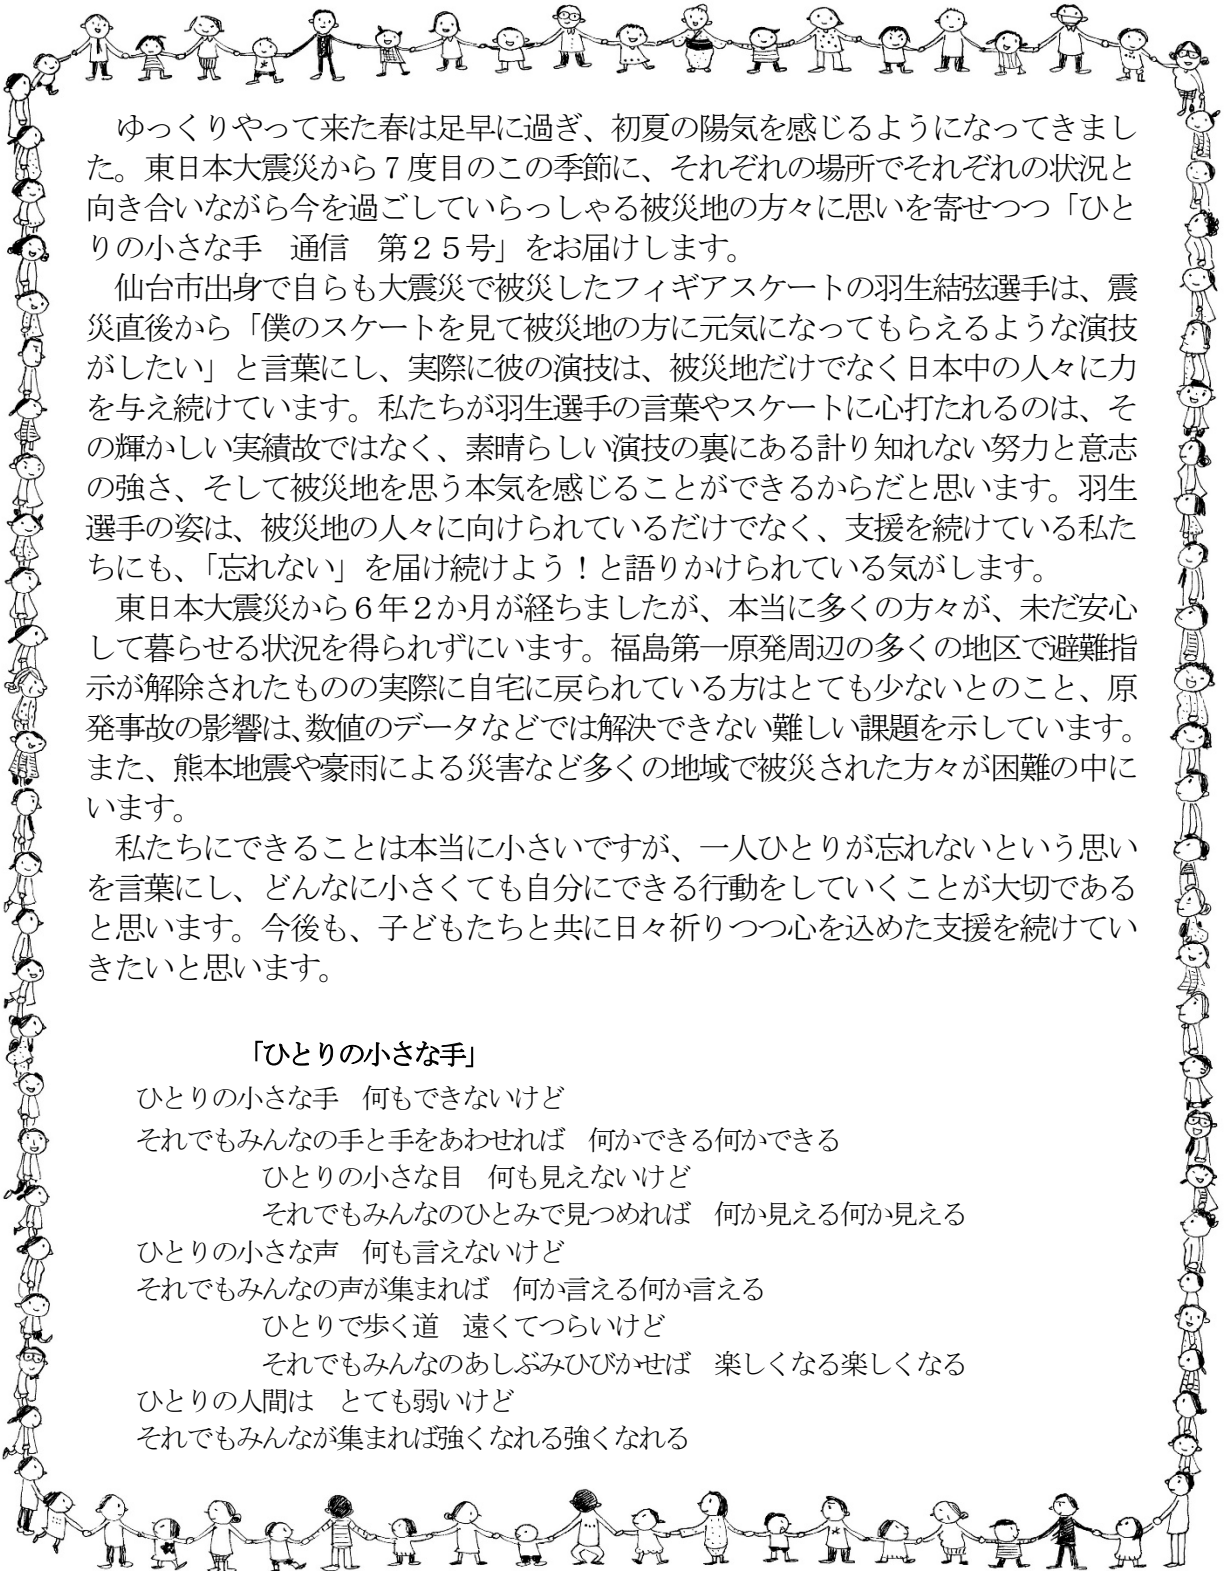 ゆっくりやって来た春は足早に過ぎ、初夏の陽気を感じるようになってきまし
た。東日本大震災から７度目のこの季節に、それぞれの場所でそれぞれの状況と
向き合いながら今を過ごしていらっしゃる被災地の方々に思いを寄せつつ「ひと
りの小さな手　通信　第２５号」をお届けします。
　仙台市出身で自らも大震災で被災したフィギアスケートの羽生結弦選手は、震
災直後から「僕のスケートを見て被災地の方に元気になってもらえるような演技
がしたい」と言葉にし、実際に彼の演技は、被災地だけでなく日本中の人々に力
を与え続けています。私たちが羽生選手の言葉やスケートに心打たれるのは、そ
の輝かしい実績故ではなく、素晴らしい演技の裏にある計り知れない努力と意志
の強さ、そして被災地を思う本気を感じることができるからだと思います。羽生
選手の姿は、被災地の人々に向けられているだけでなく、支援を続けている私た
ちにも、「忘れない」を届け続けよう！と語りかけられている気がします。
　東日本大震災から６年２か月が経ちましたが、本当に多くの方々が、未だ安心
して暮らせる状況を得られずにいます。福島第一原発周辺の多くの地区で避難指
示が解除されたものの実際に自宅に戻られている方はとても少ないとのこと、原
発事故の影響は、数値のデータなどでは解決できない難しい課題を示しています。
また、熊本地震や豪雨による災害など多くの地域で被災された方々が困難の中に
います。
　私たちにできることは本当に小さいですが、一人ひとりが忘れないという思い
を言葉にし、どんなに小さくても自分にできる行動をしていくことが大切である
と思います。今後も、子どもたちと共に日々祈りつつ心を込めた支援を続けてい
きたいと思います。
「ひとりの小さな手」
ひとりの小さな手　何もできないけど
それでもみんなの手と手をあわせれば　何かできる何かできる
ひとりの小さな目　何も見えないけど
それでもみんなのひとみで見つめれば　何か見える何か見える
ひとりの小さな声　何も言えないけど
それでもみんなの声が集まれば　何か言える何か言える
ひとりで歩く道　遠くてつらいけど
それでもみんなのあしぶみひびかせば　楽しくなる楽しくなる
ひとりの人間は　とても弱いけど
それでもみんなが集まれば強くなれる強くなれる